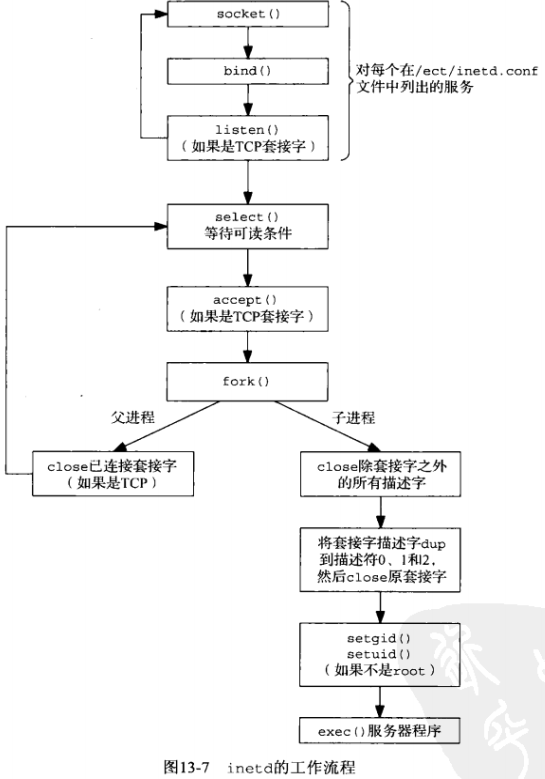 socket()
bind()
listen()
（如果是TCP套接字）
对每个在/ect/inetd.conf
文件中列出的服务
select()
等待可读条件
accept()
（如果是TCP套接字）
fork()
父进程
子进程
close已连接套接字
（如果是TCP）
close除套接字之外
的所有描述字
将套接字描述字dup
到描述符0、1和2，
然后close原套接字
setgid()
setuid()
（如果不是root）
exec()服务器程序
图13-7 inetd的工作流程